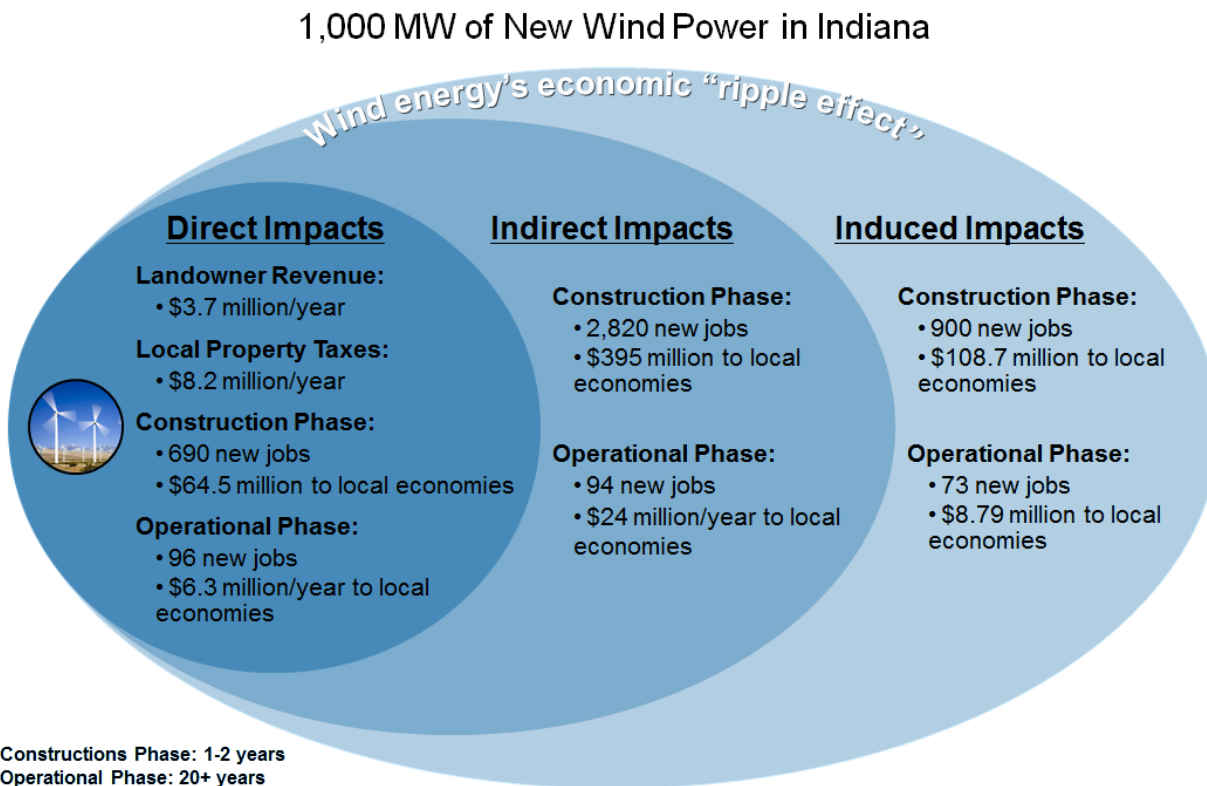 1,000 MW of New Wind Power in Indiana
Wind energy's economic “ripple effect”
Direct Impacts
Landowner Revenue:
• $3.7 million/year
Local Property Taxes:
• $8.2 million/year
Construction Phase:
• 690 new jobs
• $64.5 million to local economies
Operational Phase:
• 96 new jobs
• $6.3 million/year to local
economies
Indirect Impacts
Construction Phase:
• 2,820 new jobs
• $395 million to local
economies
Operational Phase:
• 94 new jobs
• $24 million/year to local
economies
Induced Impacts
Construction Phase:
• 900 new jobs
• $108.7 million to local
economies
Operational Phase:
• 73 new jobs
• $8.79 million to local
economies
Constructions Phase: 1-2 years
Operational Phase: 20+ years